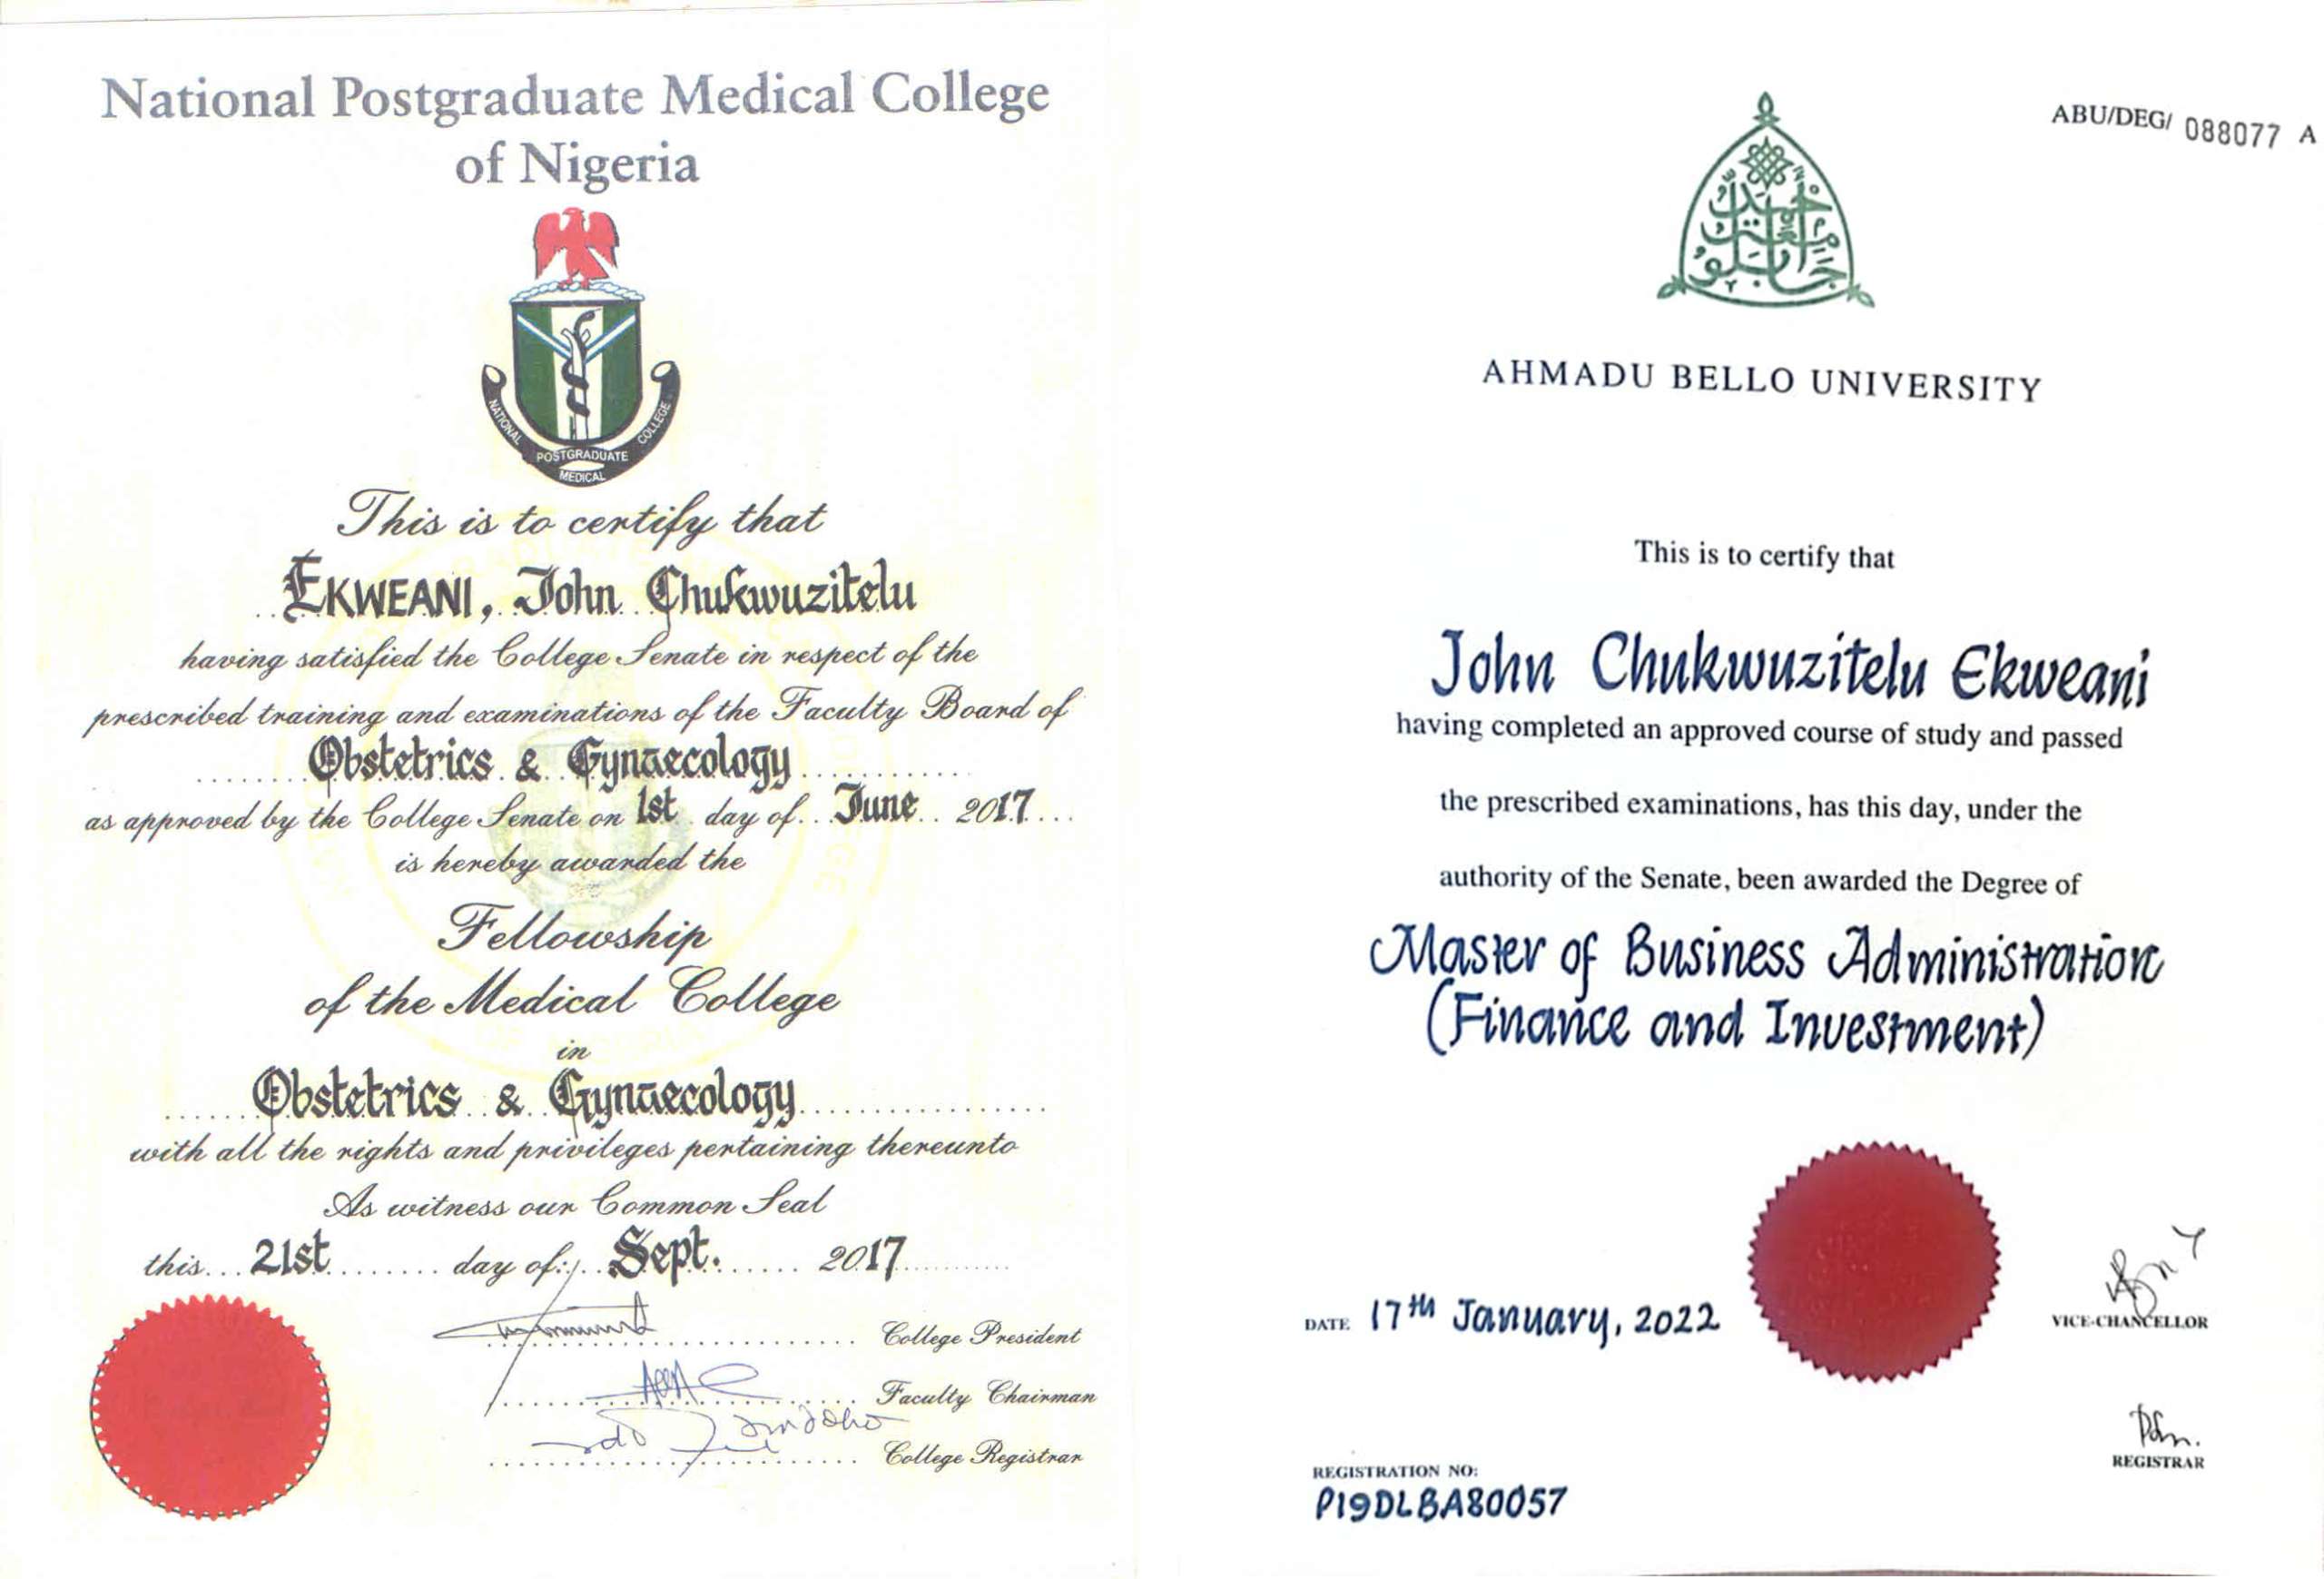 National Postgraduate Medical College
of Nigeria
NATIONAL POSTGRADUATE MEDICAL COLLEGE
This is to certify that
EKWEANI, John Chukwuzitelu
having satisfied the College Senate in respect of the
prescribed training and examinations of the Faculty Board of
Obstetrics & Gynaecology
as approved by the College Senate on 1st day of June 2017
is hereby awarded the
Fellowship
of the Medical College
in
Obstetrics & Gynaecology
with all the rights and privileges pertaining thereunto
As witness our Common Seal
this 21st day of Sept. 2017
College President
Faculty Chairman
College Registrar
ABU/DEG/ 088077 A
AHMADU BELLO UNIVERSITY
This is to certify that
John Chukwuzitelu Ekweani
having completed an approved course of study and passed
the prescribed examinations, has this day, under the
authority of the Senate, been awarded the Degree of
Master of Business Administration
(Finance and Investment)
DATE 17th January, 2022
VICE-CHANCELLOR
REGISTRAR
REGISTRATION NO:
P19DLBA80057